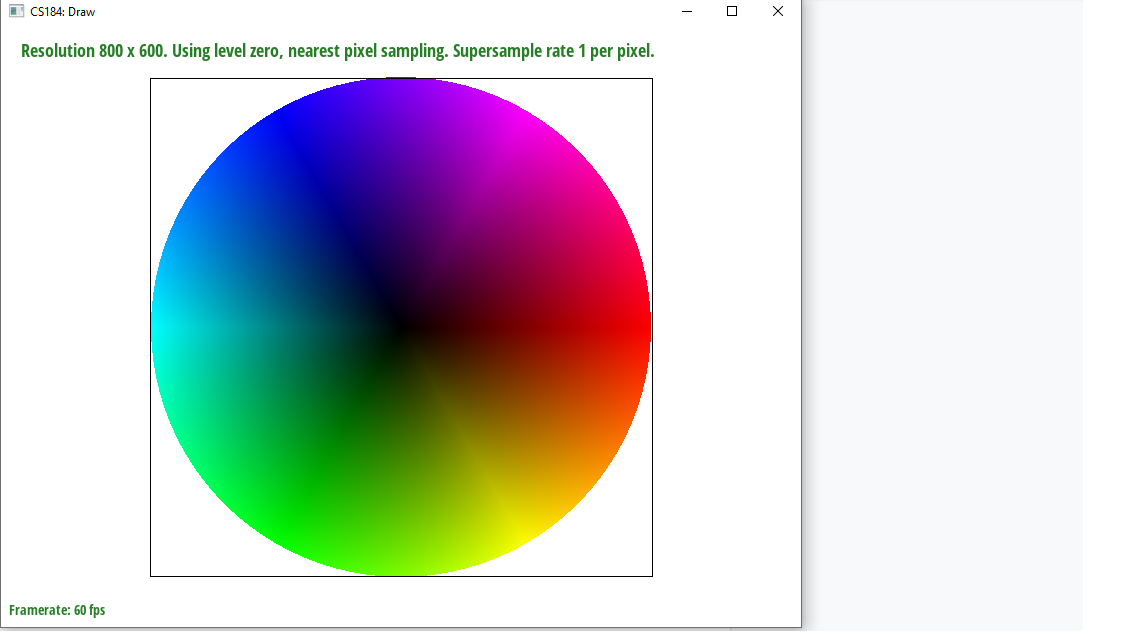 CS184: Draw
Resolution 800 x 600. Using level zero, nearest pixel sampling. Supersample rate 1 per pixel.
Framerate: 60 fps